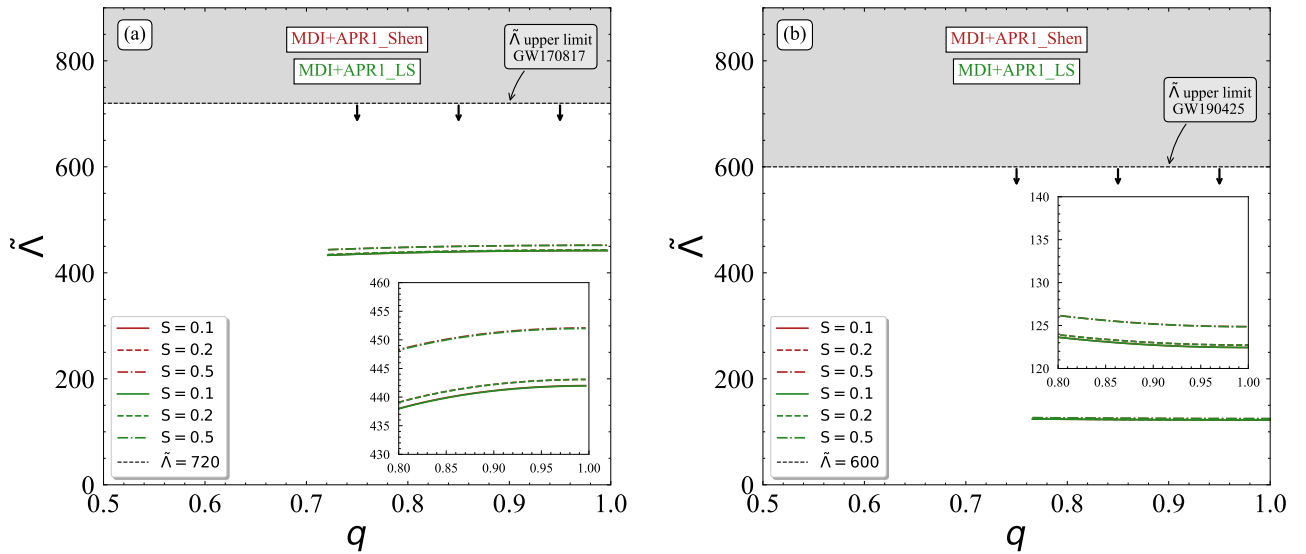 (a)
MDI+APR1_Shen
MDI+APR1_LS
Λ̃ upper limit
GW170817
800
600
400
200
0
Λ̃
460
455
450
445
440
435
430
0.80
0.85
0.90
0.95
1.00
S = 0.1
S = 0.2
S = 0.5
S = 0.1
S = 0.2
S = 0.5
Λ̃ = 720
0.5
0.6
0.7
0.8
0.9
1.0
q
(b)
MDI+APR1_Shen
MDI+APR1_LS
Λ̃ upper limit
GW190425
800
600
400
200
0
Λ̃
140
135
130
125
120
0.80
0.85
0.90
0.95
1.00
S = 0.1
S = 0.2
S = 0.5
S = 0.1
S = 0.2
S = 0.5
Λ̃ = 600
0.5
0.6
0.7
0.8
0.9
1.0
q